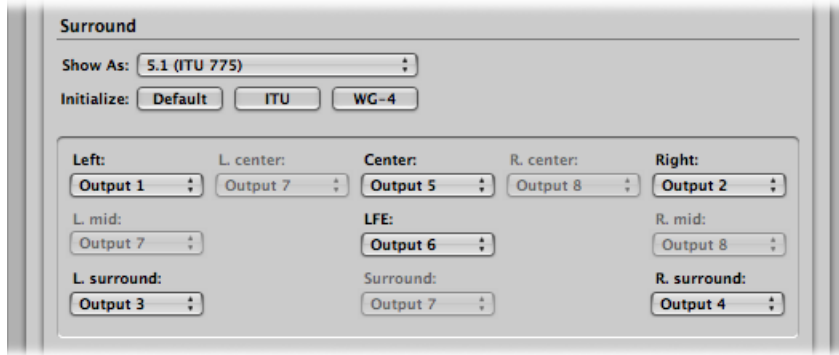 Surround
Show As: 5.1 (ITU 775)
Initialize: Default ITU WG-4
Left: L. center: Center: R. center: Right:
Output 1 Output 7 Output 5 Output 8 Output 2
L. mid: LFE: R. mid:
Output 7 Output 6 Output 8
L. surround: Surround: R. surround:
Output 3 Output 7 Output 4